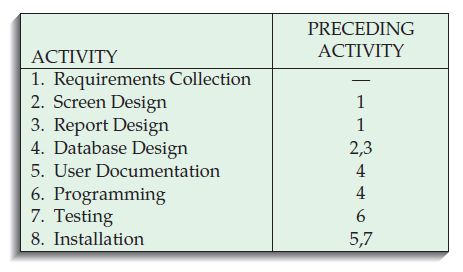 ACTIVITY PRECEDING ACTIVITY
1. Requirements Collection —
2. Screen Design 1
3. Report Design 1
4. Database Design 2,3
5. User Documentation 4
6. Programming 4
7. Testing 6
8. Installation 5,7